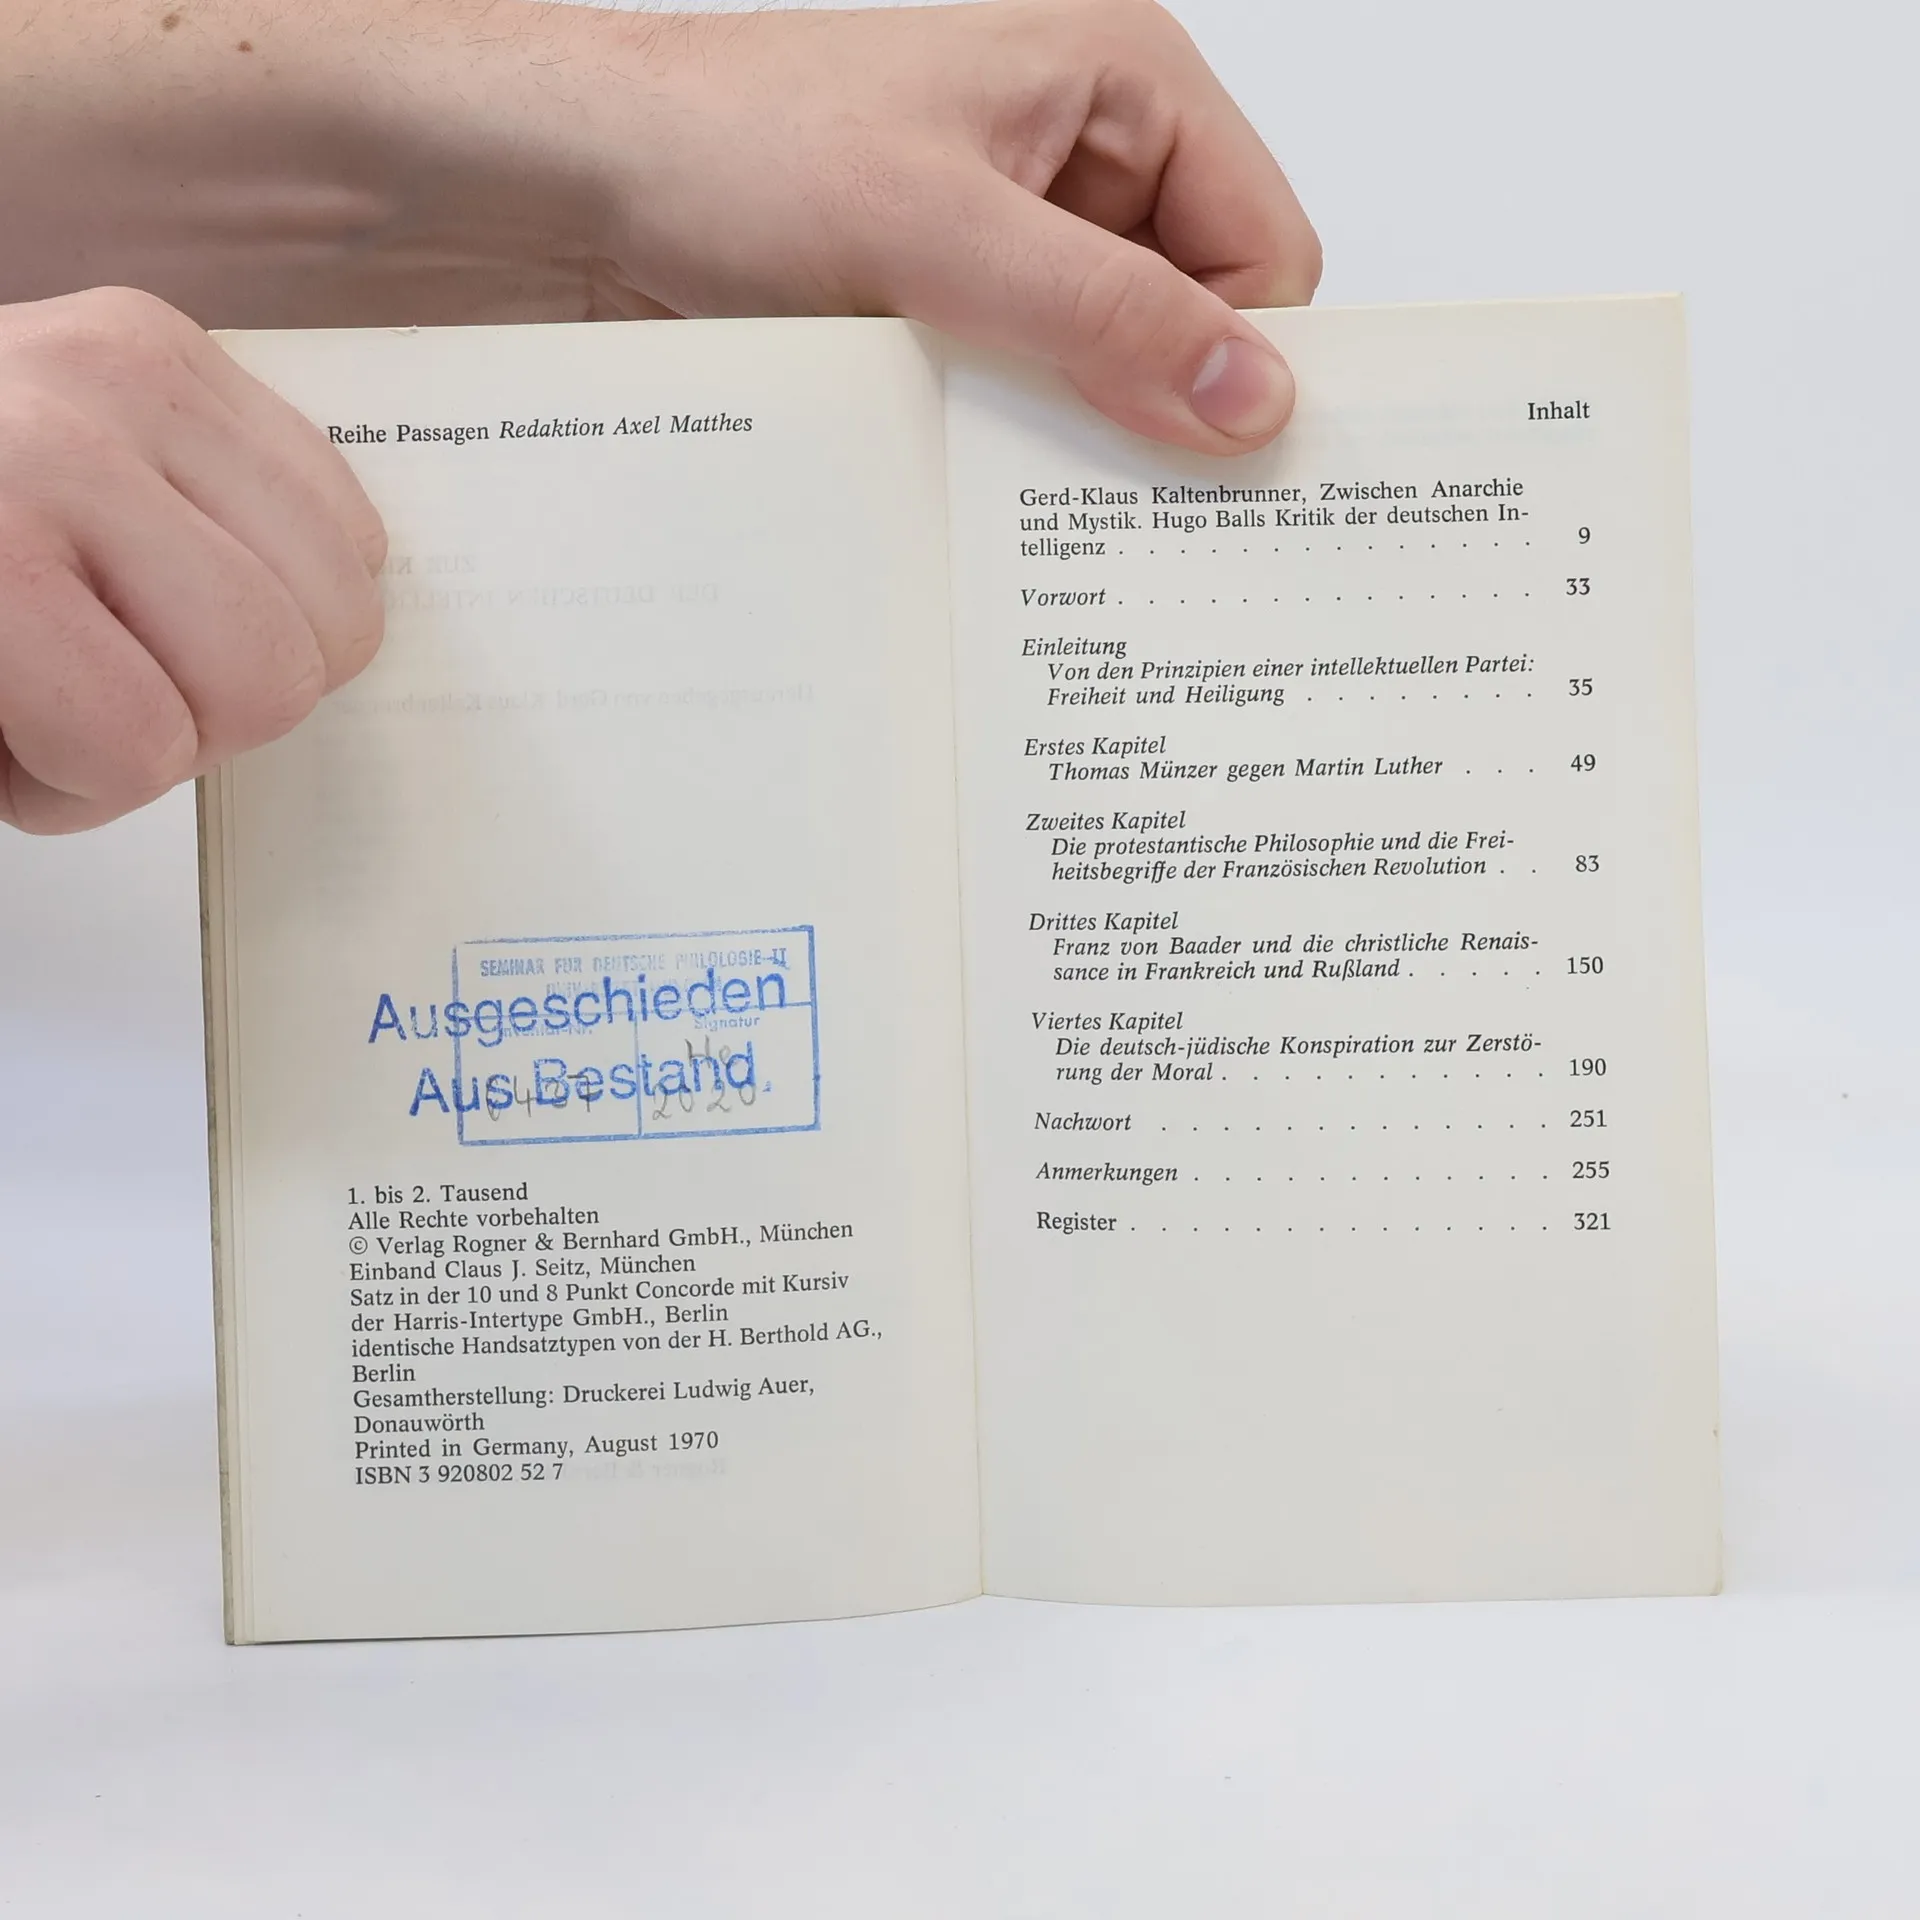 Reihe Passagen Redaktion Axel Matthes
SEMINAR FÜR DEUTSCHE PHILOLOGIE-II
Signatur
Ausgeschieden
Aus Bestand.
1. bis 2. Tausend
Alle Rechte vorbehalten
© Verlag Rogner & Bernhard GmbH., München
Einband Claus J. Seitz, München
Satz in der 10 und 8 Punkt Concorde mit Kursiv
der Harris-Intertype GmbH., Berlin
identische Handsatztypen von der H. Berthold AG.,
Berlin
Gesamtherstellung: Druckerei Ludwig Auer,
Donauwörth
Printed in Germany, August 1970
ISBN 3 920802 52 7
Inhalt
Gerd-Klaus Kaltenbrunner, Zwischen Anarchie
und Mystik. Hugo Balls Kritik der deutschen In-
telligenz . . . . . . . . . . . . . . 9
Vorwort . . . . . . . . . . . . . . 33
Einleitung
Von den Prinzipien einer intellektuellen Partei:
Freiheit und Heiligung . . . . . . . . 35
Erstes Kapitel
Thomas Münzer gegen Martin Luther . . . 49
Zweites Kapitel
Die protestantische Philosophie und die Frei-
heitsbegriffe der Französischen Revolution . . 83
Drittes Kapitel
Franz von Baader und die christliche Renais-
sance in Frankreich und Rußland . . . . . 150
Viertes Kapitel
Die deutsch-jüdische Konspiration zur Zerstö-
rung der Moral . . . . . . . . . . . 190
Nachwort . . . . . . . . . . . . . 251
Anmerkungen . . . . . . . . . . . . 255
Register . . . . . . . . . . . . . . 321